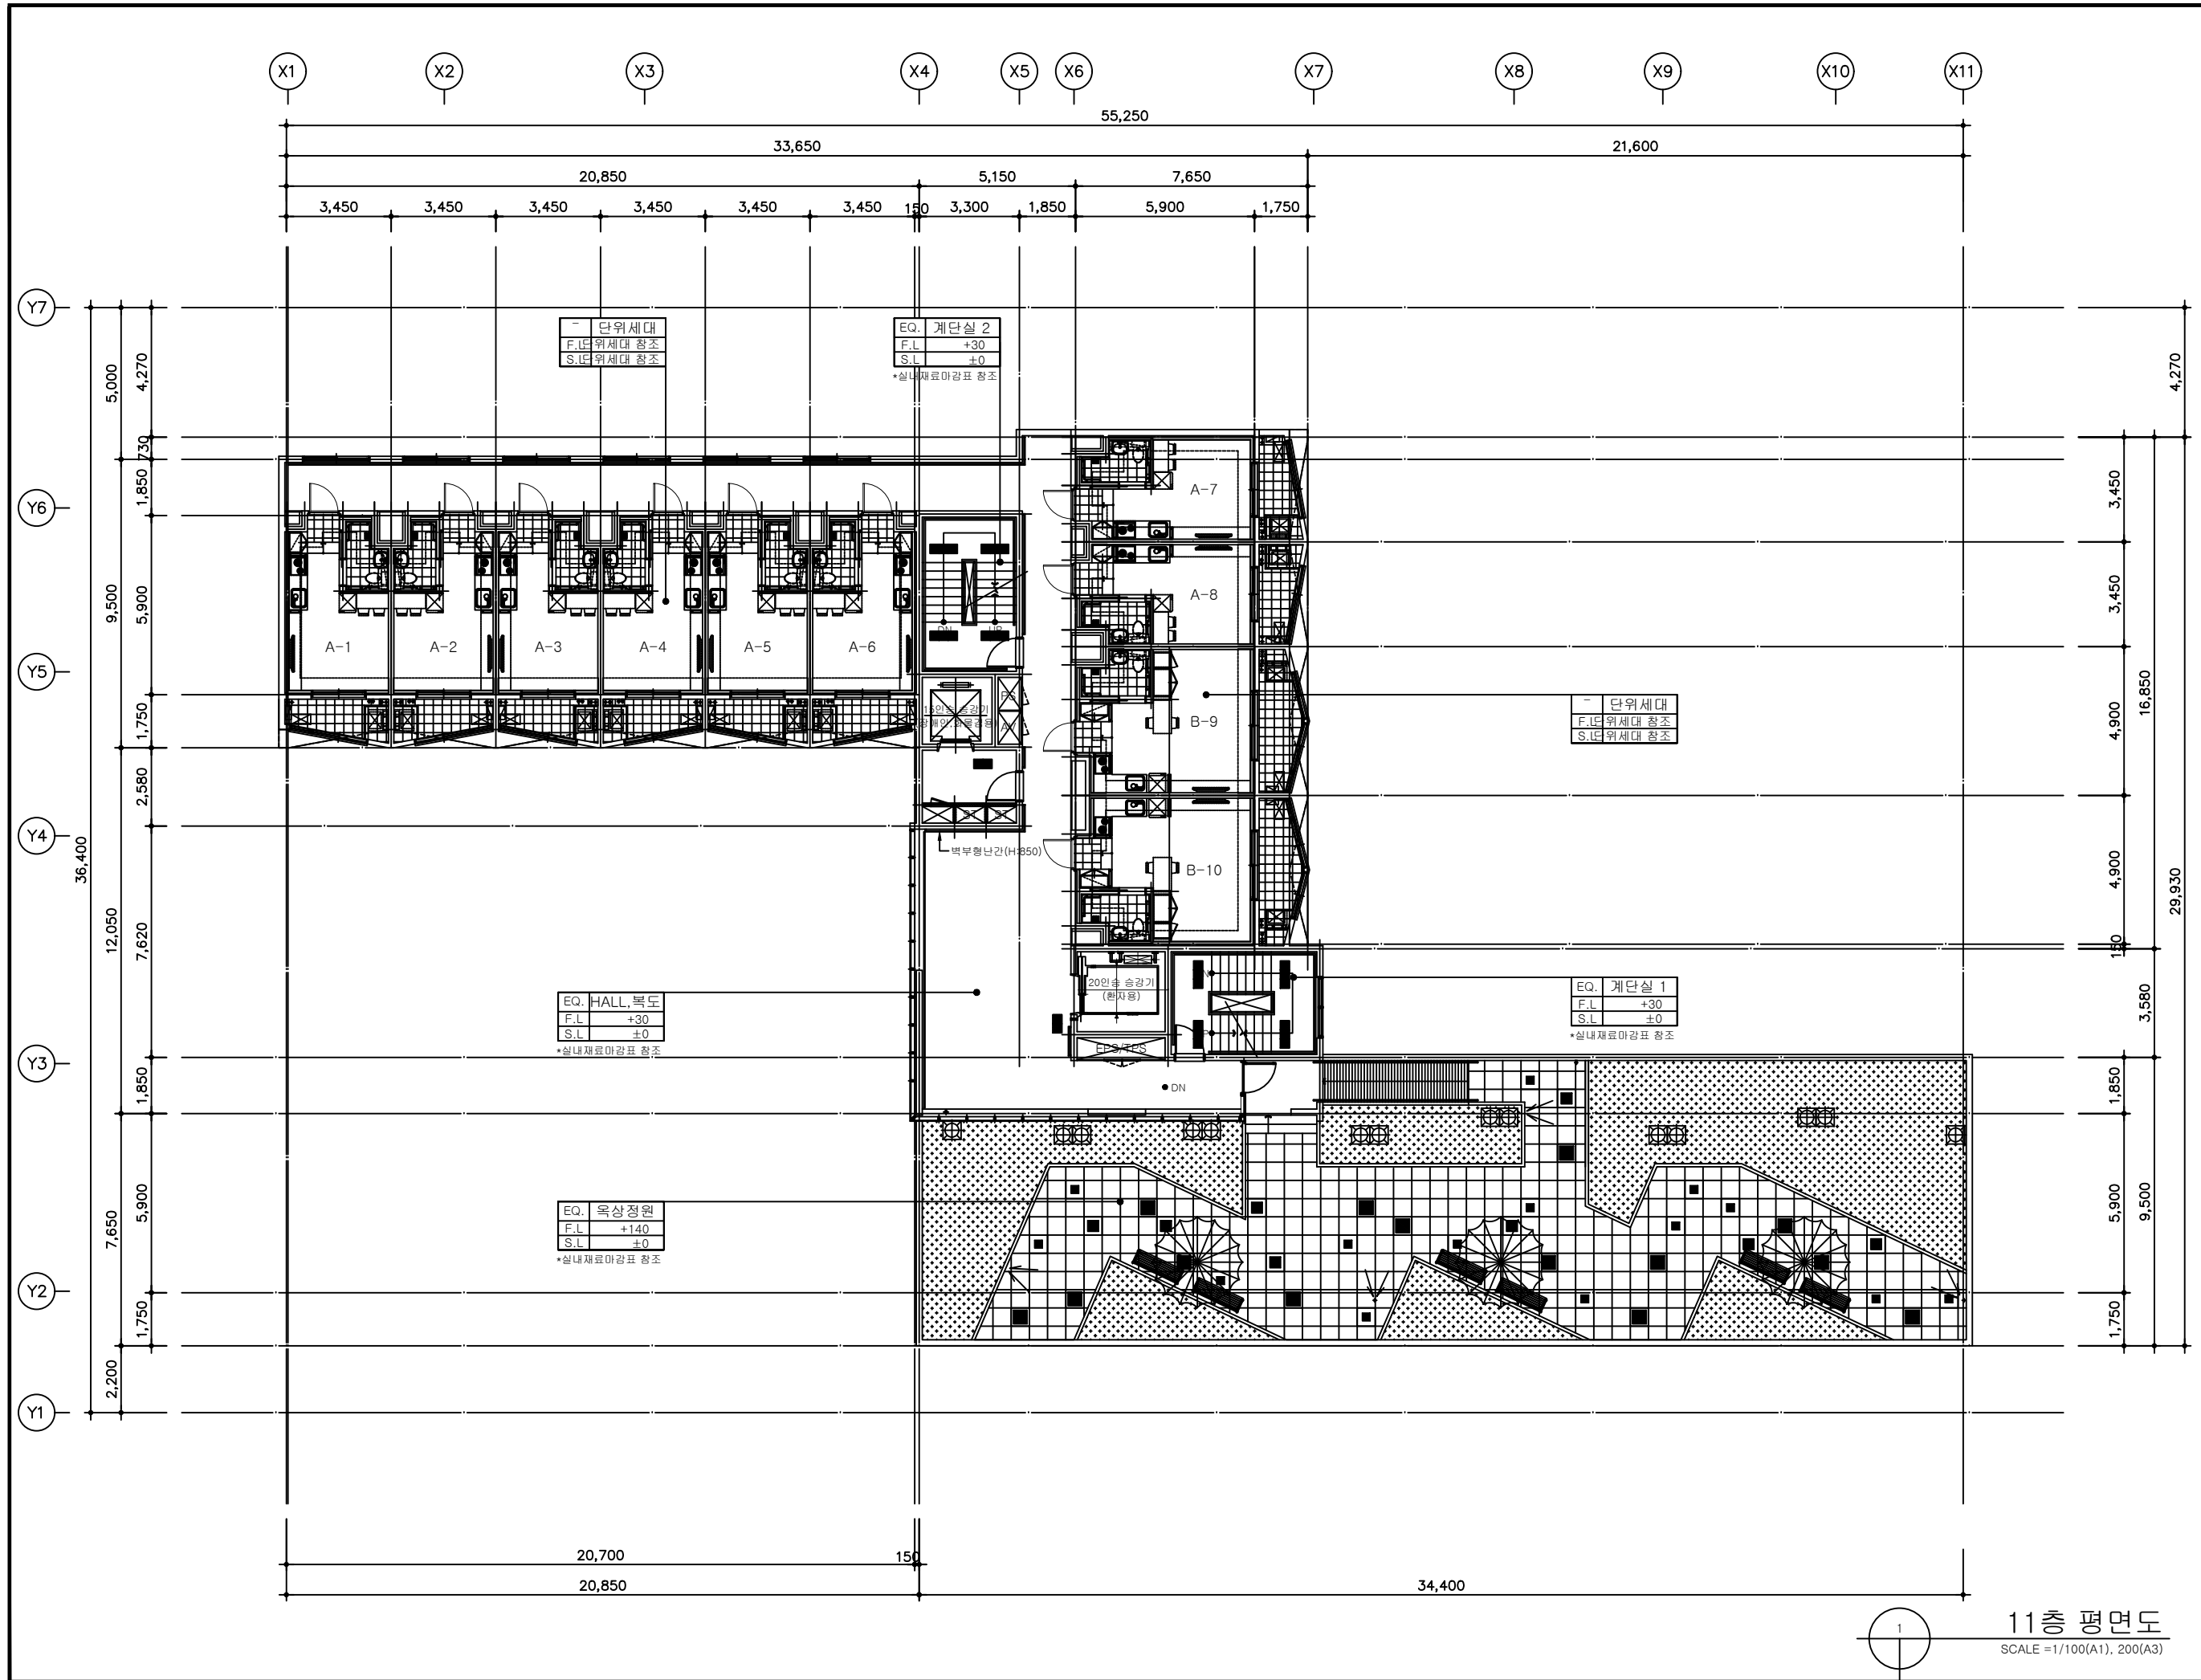 X1 X2 X3 X4 X5 X6 X7 X8 X9 X10 X11
55,250
33,650 21,600
20,850 5,150 7,650
3,450 3,450 3,450 3,450 3,450 3,450 150 3,300 1,850 5,900 1,750
Y7
Y6
Y5
Y4
Y3
Y2
Y1
36,400
5,000
9,500
12,050
7,650
2,200
4,270
730
1,850
5,900
1,750
2,580
7,620
1,850
5,900
1,750
- 단위세대
F.L 단위세대 참조
S.L 단위세대 참조
EQ. 계단실 2
F.L +30
S.L ±0
*실내재료마감표 참조
A-1 A-2 A-3 A-4 A-5 A-6
A-7
A-8
B-9
B-10
DN UP
15인승 승강기
PS
ST ST
벽부형난간(H:850)
- 단위세대
F.L 단위세대 참조
S.L 단위세대 참조
20인승 승강기
(환자용)
EPS/TPS
DN
EQ. HALL,복도
F.L +30
S.L ±0
*실내재료마감표 참조
EQ. 계단실 1
F.L +30
S.L ±0
*실내재료마감표 참조
EQ. 옥상정원
F.L +140
S.L ±0
*실내재료마감표 참조
3,450
3,450
4,900
4,900
150
1,850
5,900
1,750
16,850
3,580
9,500
4,270
29,930
20,700 150
20,850 34,400
1
11층 평면도
SCALE =1/100(A1), 200(A3)